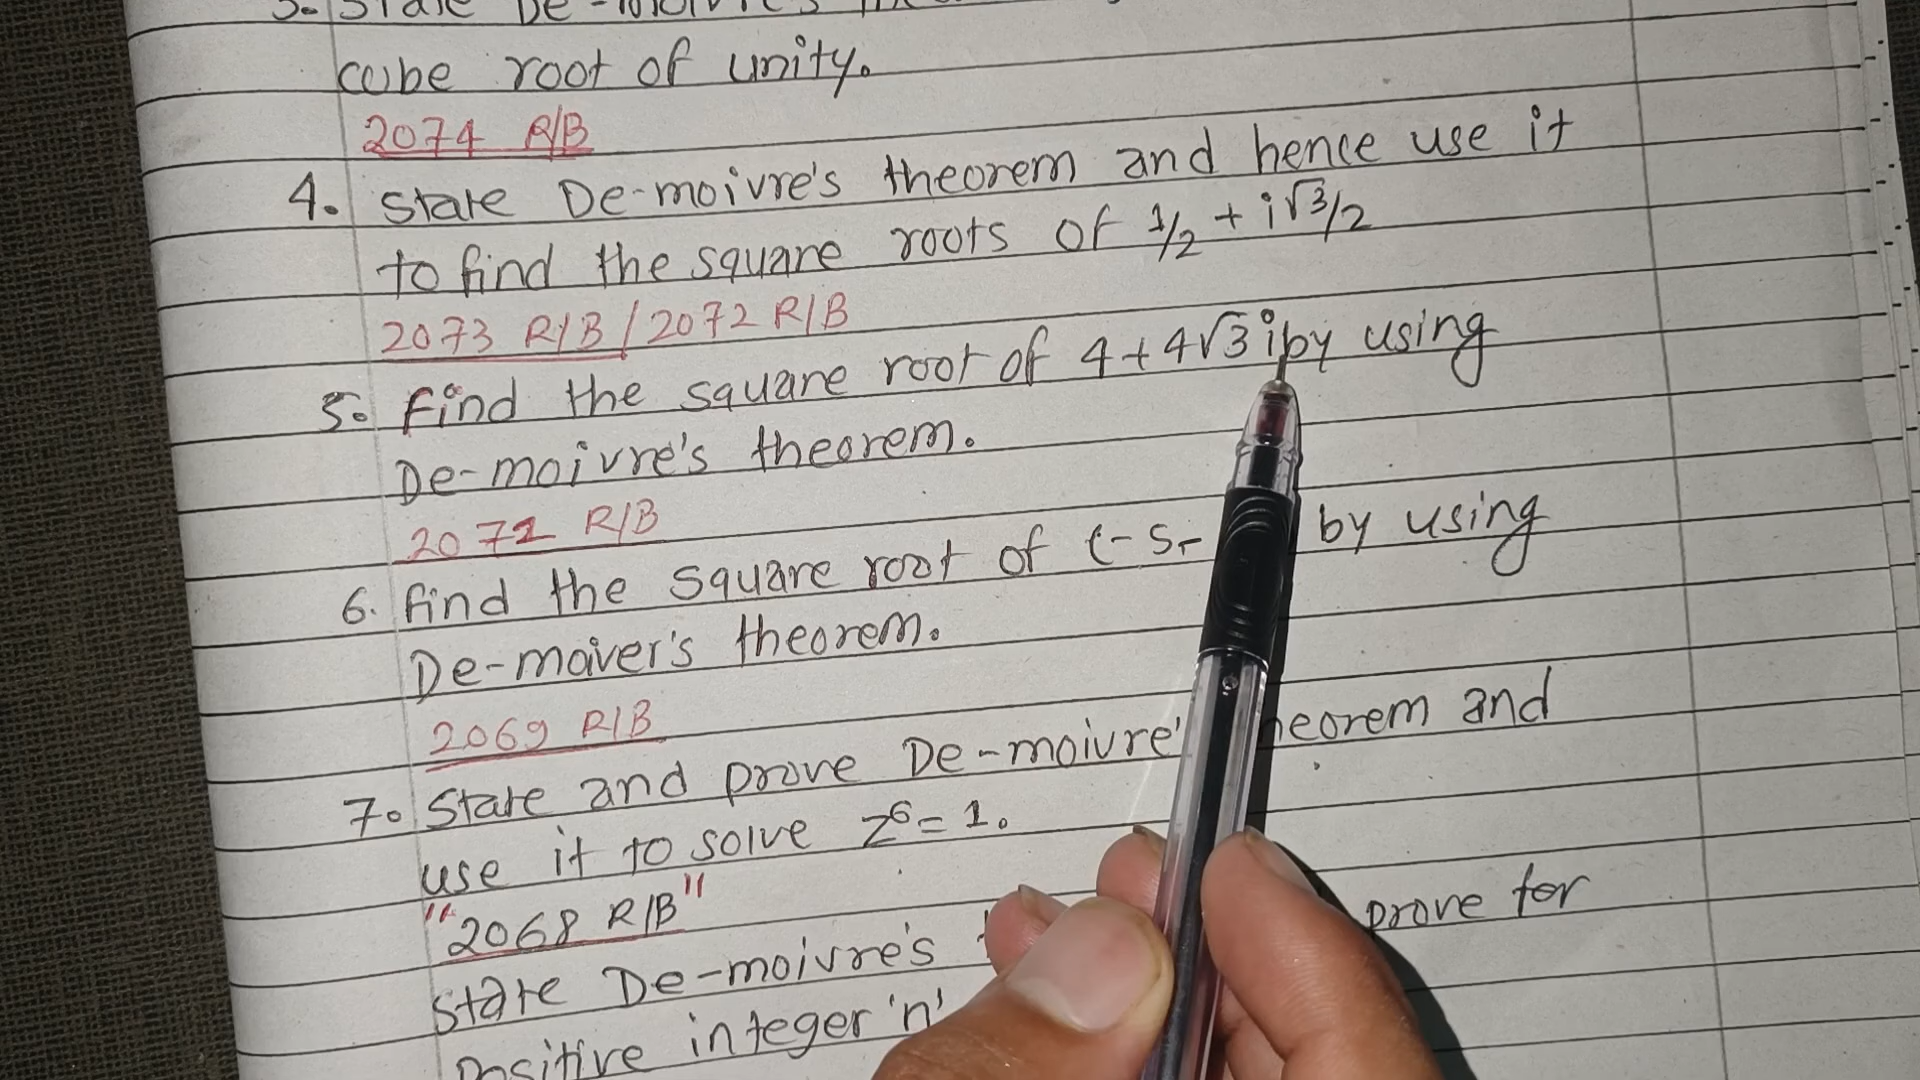 cube root of unity.
2074 R/B
4. State De-moivre's theorem and hence use it
to find the square roots of 1/2 + i√3/2
2073 R/B / 2072 R/B
5. Find the square root of 4+4√3i by using
De-moivre's theorem.
2071 R/B
6. find the square root of by using
De-moiver's theorem.
2069 R/B
7. State and prove De-moivre' heorem and
use it to solve z⁶ = 1.
"2068 R/B"
State De-moivre's prove for
Positive integer 'n'